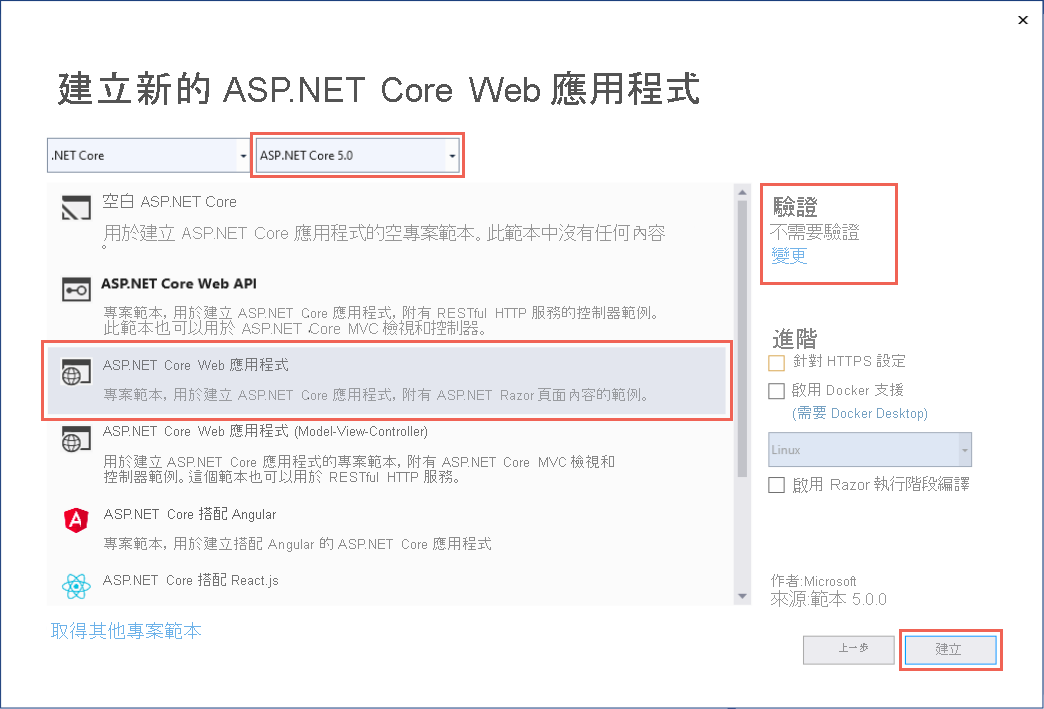 建立新的 ASP.NET Core Web 應用程式
.NET Core
ASP.NET Core 5.0
空白 ASP.NET Core
用於建立 ASP.NET Core 應用程式的空專案範本。此範本中沒有任何內容
。
ASP.NET Core Web API
專案範本, 用於建立 ASP.NET Core 應用程式, 附有 RESTful HTTP 服務的控制器範例。
此範本也可以用於 ASP.NET .Core MVC 檢視和控制器。
ASP.NET Core Web 應用程式
專案範本, 用於建立 ASP.NET Core 應用程式, 附有 ASP.NET Razor 頁面內容的範例。
ASP.NET Core Web 應用程式 (Model-View-Controller)
用於建立 ASP.NET Core 應用程式的專案範本, 附有 ASP.NET Core MVC 檢視和
控制器範例。這個範本也可以用於 RESTful HTTP 服務。
ASP.NET Core 搭配 Angular
專案範本, 用於建立搭配 Angular 的 ASP.NET Core 應用程式
ASP.NET Core 搭配 React.js
取得其他專案範本
驗證
不需要驗證
變更
進階
針對 HTTPS 設定
啟用 Docker 支援
(需要 Docker Desktop)
Linux
啟用 Razor 執行階段編譯
作者:Microsoft
來源:範本 5.0.0
上一步
建立